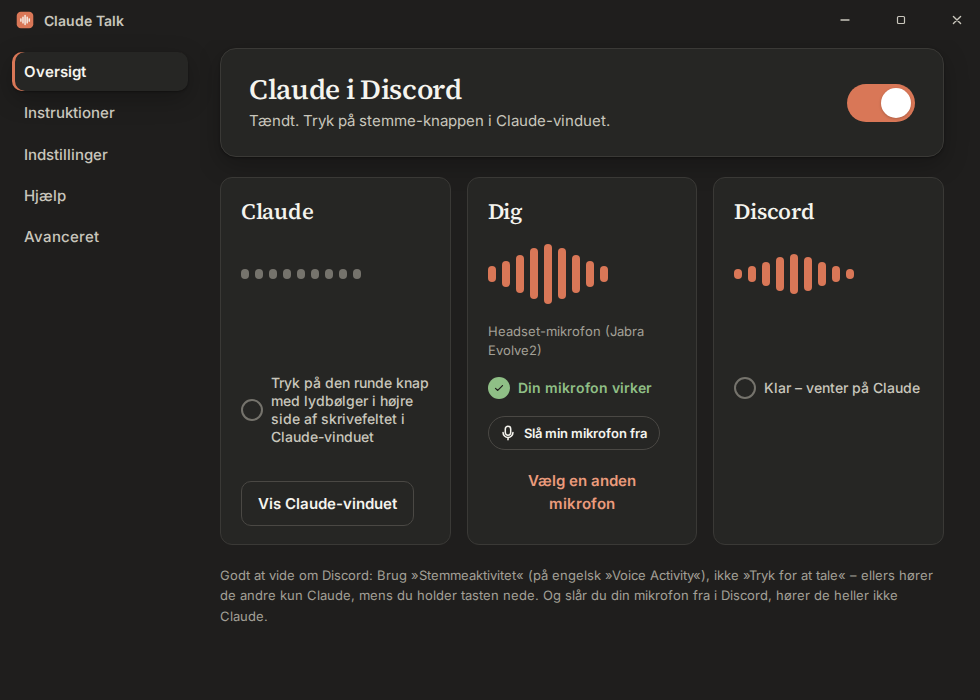 Claude Talk
Oversigt
Instruktioner
Indstillinger
Hjælp
Avanceret
Claude i Discord
Tændt. Tryk på stemme-knappen i Claude-vinduet.
Claude
Tryk på den runde knap
med lydbølger i højre
side af skrivefeltet i
Claude-vinduet
Vis Claude-vinduet
Dig
Headset-mikrofon (Jabra
Evolve2)
Din mikrofon virker
Slå min mikrofon fra
Vælg en anden
mikrofon
Discord
Klar – venter på Claude
Godt at vide om Discord: Brug »Stemmeaktivitet« (på engelsk »Voice Activity«), ikke »Tryk for at tale« – ellers hører
de andre kun Claude, mens du holder tasten nede. Og slår du din mikrofon fra i Discord, hører de heller ikke
Claude.